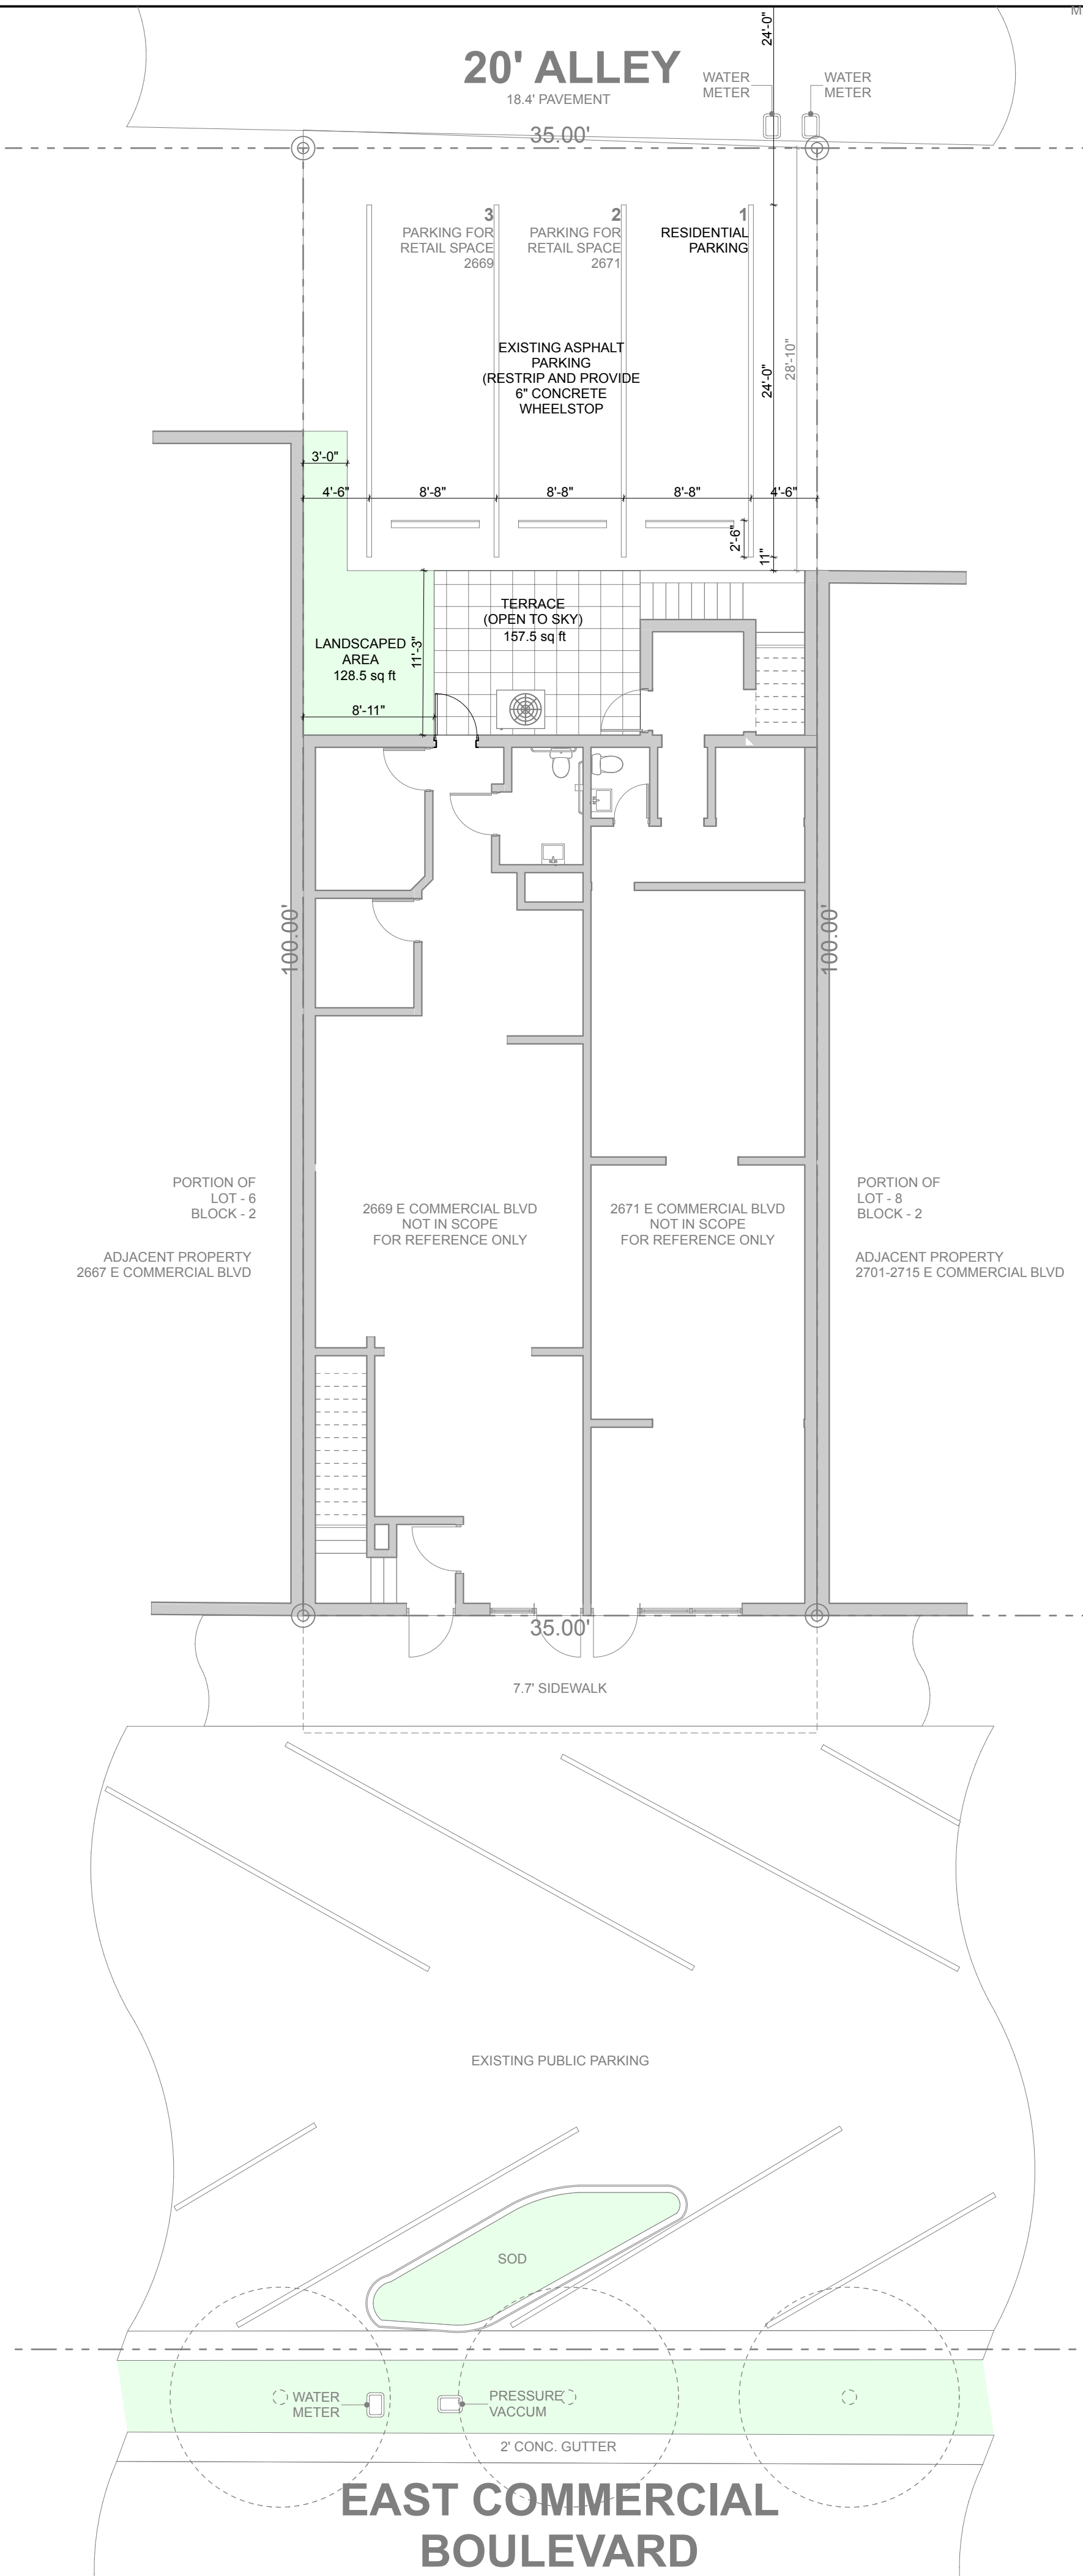 M
24'-0"
20' ALLEY
18.4' PAVEMENT
WATER
METER
WATER
METER
35.00'
3
PARKING FOR
RETAIL SPACE
2669
2
PARKING FOR
RETAIL SPACE
2671
1
RESIDENTIAL
PARKING
EXISTING ASPHALT
PARKING
(RESTRIP AND PROVIDE
6" CONCRETE
WHEELSTOP
24'-0"
28'-10"
3'-0"
4'-6"
8'-8"
8'-8"
8'-8"
4'-6"
2'-6"
11"
TERRACE
(OPEN TO SKY)
157.5 sq ft
LANDSCAPED
AREA
128.5 sq ft
11'-3"
8'-11"
100.00'
100.00'
PORTION OF
LOT - 6
BLOCK - 2
ADJACENT PROPERTY
2667 E COMMERCIAL BLVD
2669 E COMMERCIAL BLVD
NOT IN SCOPE
FOR REFERENCE ONLY
2671 E COMMERCIAL BLVD
NOT IN SCOPE
FOR REFERENCE ONLY
PORTION OF
LOT - 8
BLOCK - 2
ADJACENT PROPERTY
2701-2715 E COMMERCIAL BLVD
35.00'
7.7' SIDEWALK
EXISTING PUBLIC PARKING
SOD
WATER
METER
PRESSURE
VACCUM
2' CONC. GUTTER
EAST COMMERCIAL
BOULEVARD